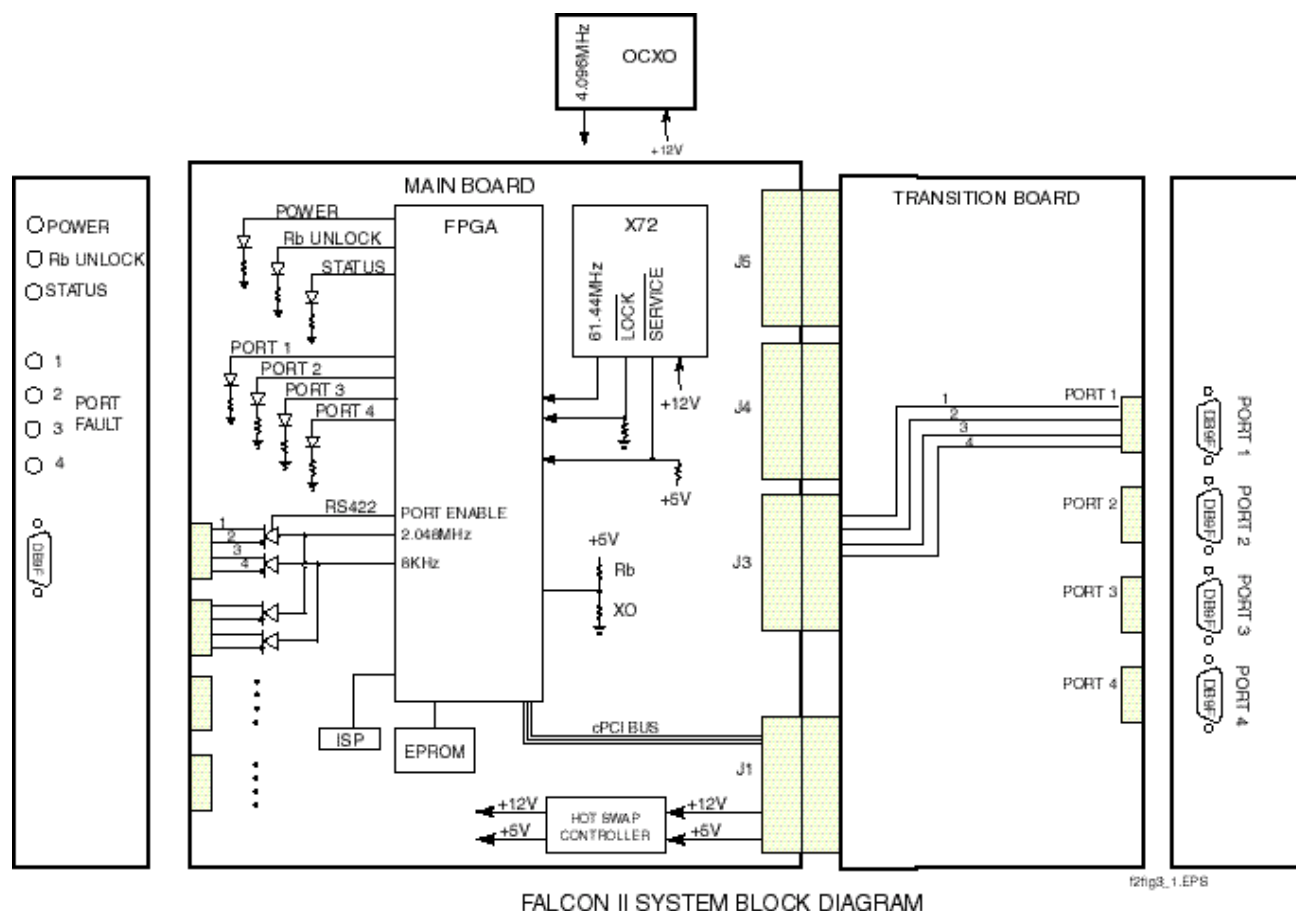 4.096MHz
OCXO
+12V
POWER
Rb UNLOCK
STATUS
1
2
3
4
PORT
FAULT
DB9F
MAIN BOARD
POWER
Rb UNLOCK
STATUS
PORT 1
PORT 2
PORT 3
PORT 4
FPGA
X72
61.44MHz
LOCK
SERVICE
+12V
+5V
RS422
PORT ENABLE
2.048MHz
8KHz
1
2
3
4
+5V
Rb
XO
ISP
EPROM
cPCI BUS
+12V
+5V
HOT SWAP
CONTROLLER
+12V
+5V
J5
J4
J3
J1
TRANSITION BOARD
1
2
3
4
PORT 1
PORT 2
PORT 3
PORT 4
DB9F
PORT 1
DB9F
PORT 2
DB9F
PORT 3
DB9F
PORT 4
f2fig3_1.EPS
FALCON II SYSTEM BLOCK DIAGRAM